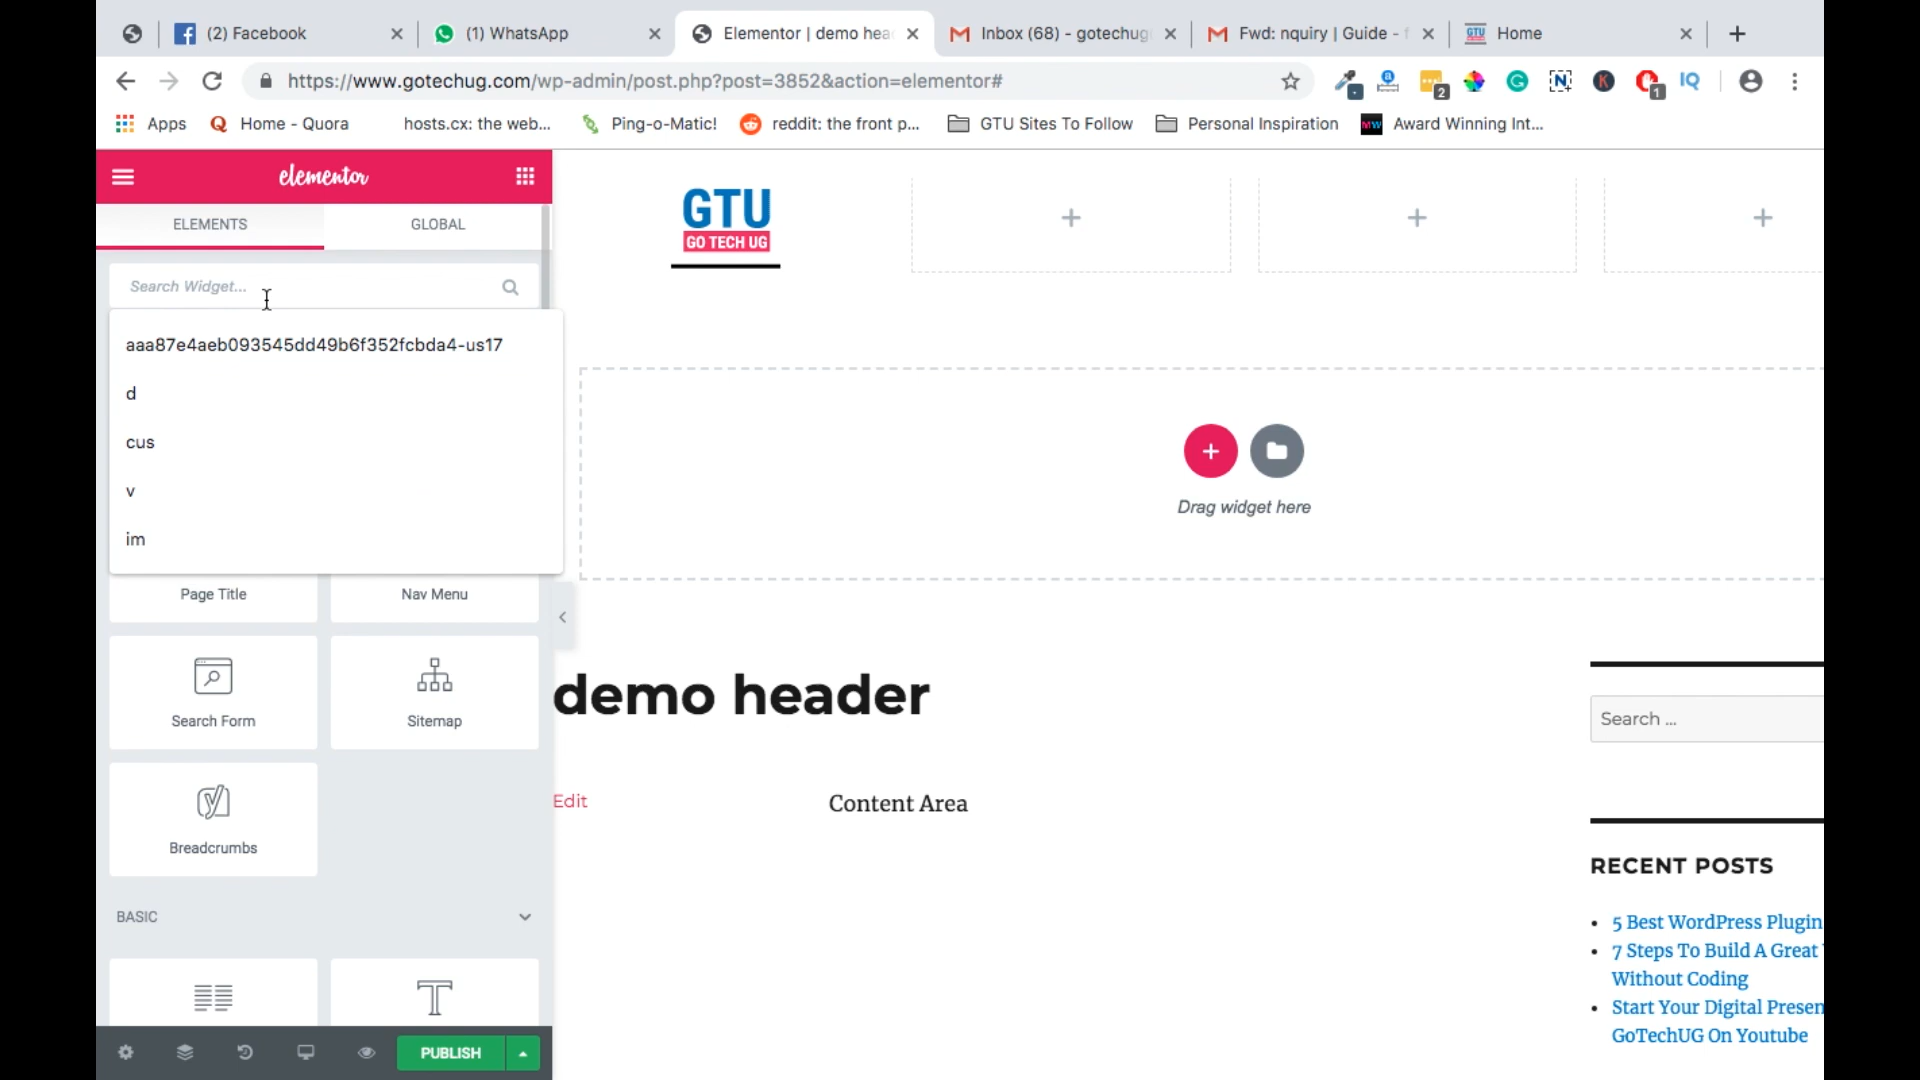 (2) Facebook
(1) WhatsApp
Elementor | demo hea
Inbox (68) - gotechug
Fwd: nquiry | Guide - f
GTU
Home
https://www.gotechug.com/wp-admin/post.php?post=3852&action=elementor#
2
G
N
K
1
IQ
Apps
Home - Quora
hosts.cx: the web...
Ping-o-Matic!
reddit: the front p...
GTU Sites To Follow
Personal Inspiration
MW
Award Winning Int...
elementor
ELEMENTS
GLOBAL
Search Widget...
aaa87e4aeb093545dd49b6f352fcbda4-us17
d
cus
v
im
Page Title
Nav Menu
Search Form
Sitemap
Breadcrumbs
BASIC
PUBLISH
GTU
GO TECH UG
Drag widget here
demo header
Edit
Content Area
Search ...
RECENT POSTS
5 Best WordPress Plugin
7 Steps To Build A Great
Without Coding
Start Your Digital Presen
GoTechUG On Youtube